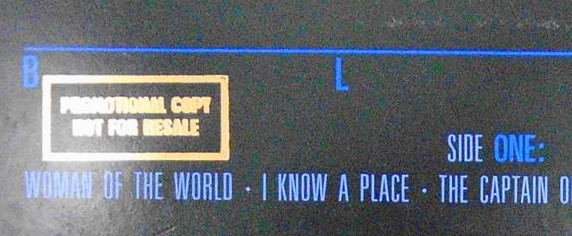 B L
PROMOTIONAL COPY
NOT FOR RESALE
SIDE ONE:
WOMAN OF THE WORLD · I KNOW A PLACE · THE CAPTAIN O